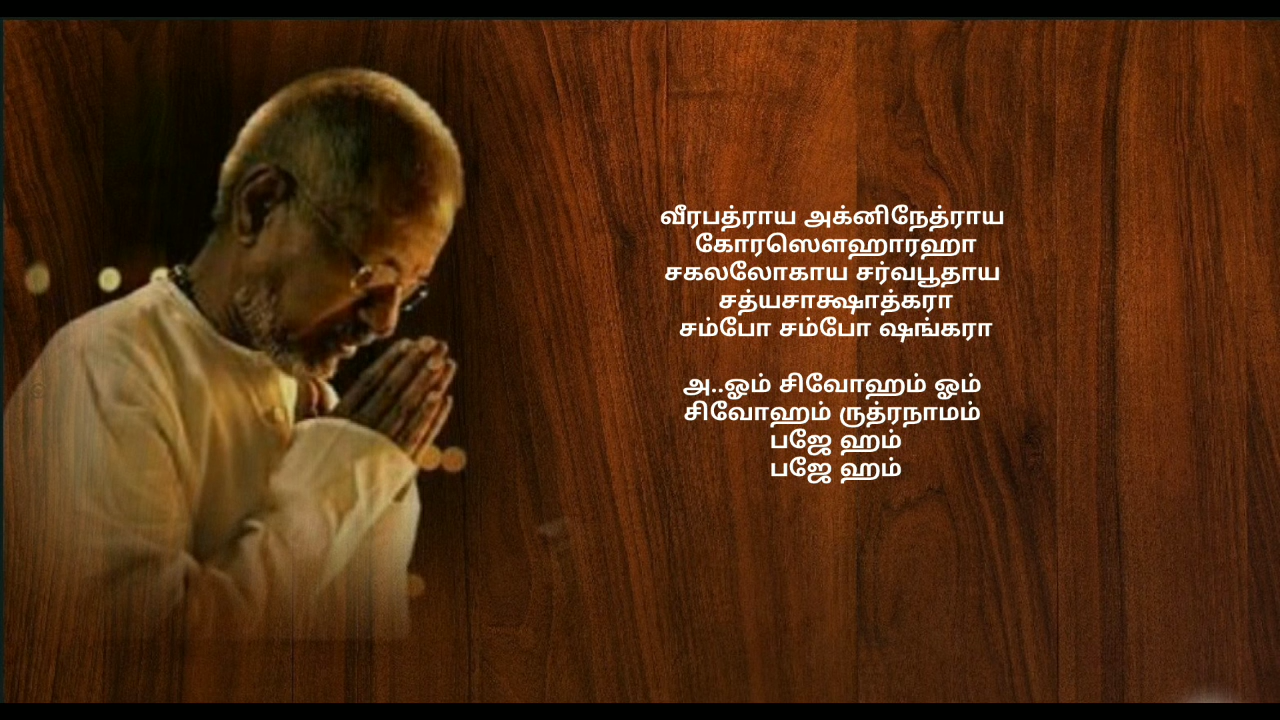 வீரபத்ராய அக்னிநேத்ராய
கோரஸௌஹாரஹா
சகலலோகாய சர்வபூதாய
சத்யசாக்ஷாத்கரா
சம்போ சம்போ ஷங்கரா
அ..ஓம் சிவோஹம் ஓம்
சிவோஹம் ருத்ரநாமம்
பஜே ஹம்
பஜே ஹம்